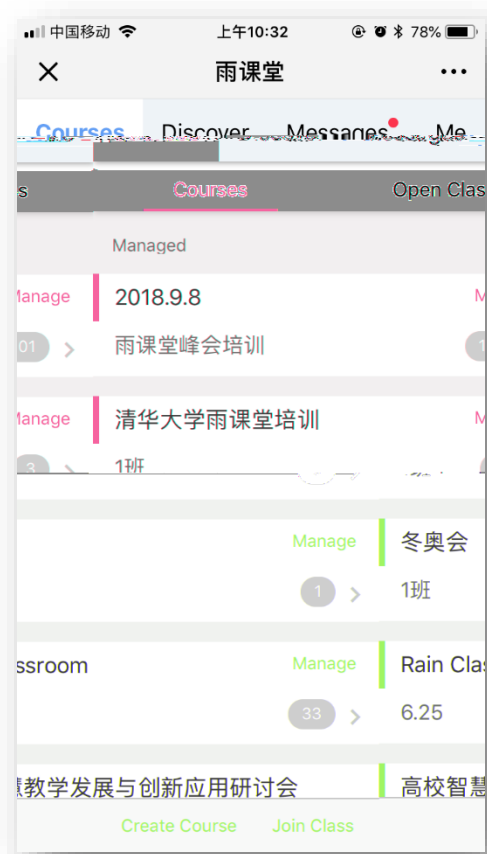 中国移动 上午10:32 78%
雨课堂
Courses Discover Messages Me
s Courses Open Clas
Managed
Manage 2018.9.8 M
01 雨课堂峰会培训 1
Manage 清华大学雨课堂培训 M
3 1班
Manage 冬奥会
1 1班
ssroom Manage Rain Clas
33 6.25
慧教学发展与创新应用研讨会 高校智慧
Create Course Join Class